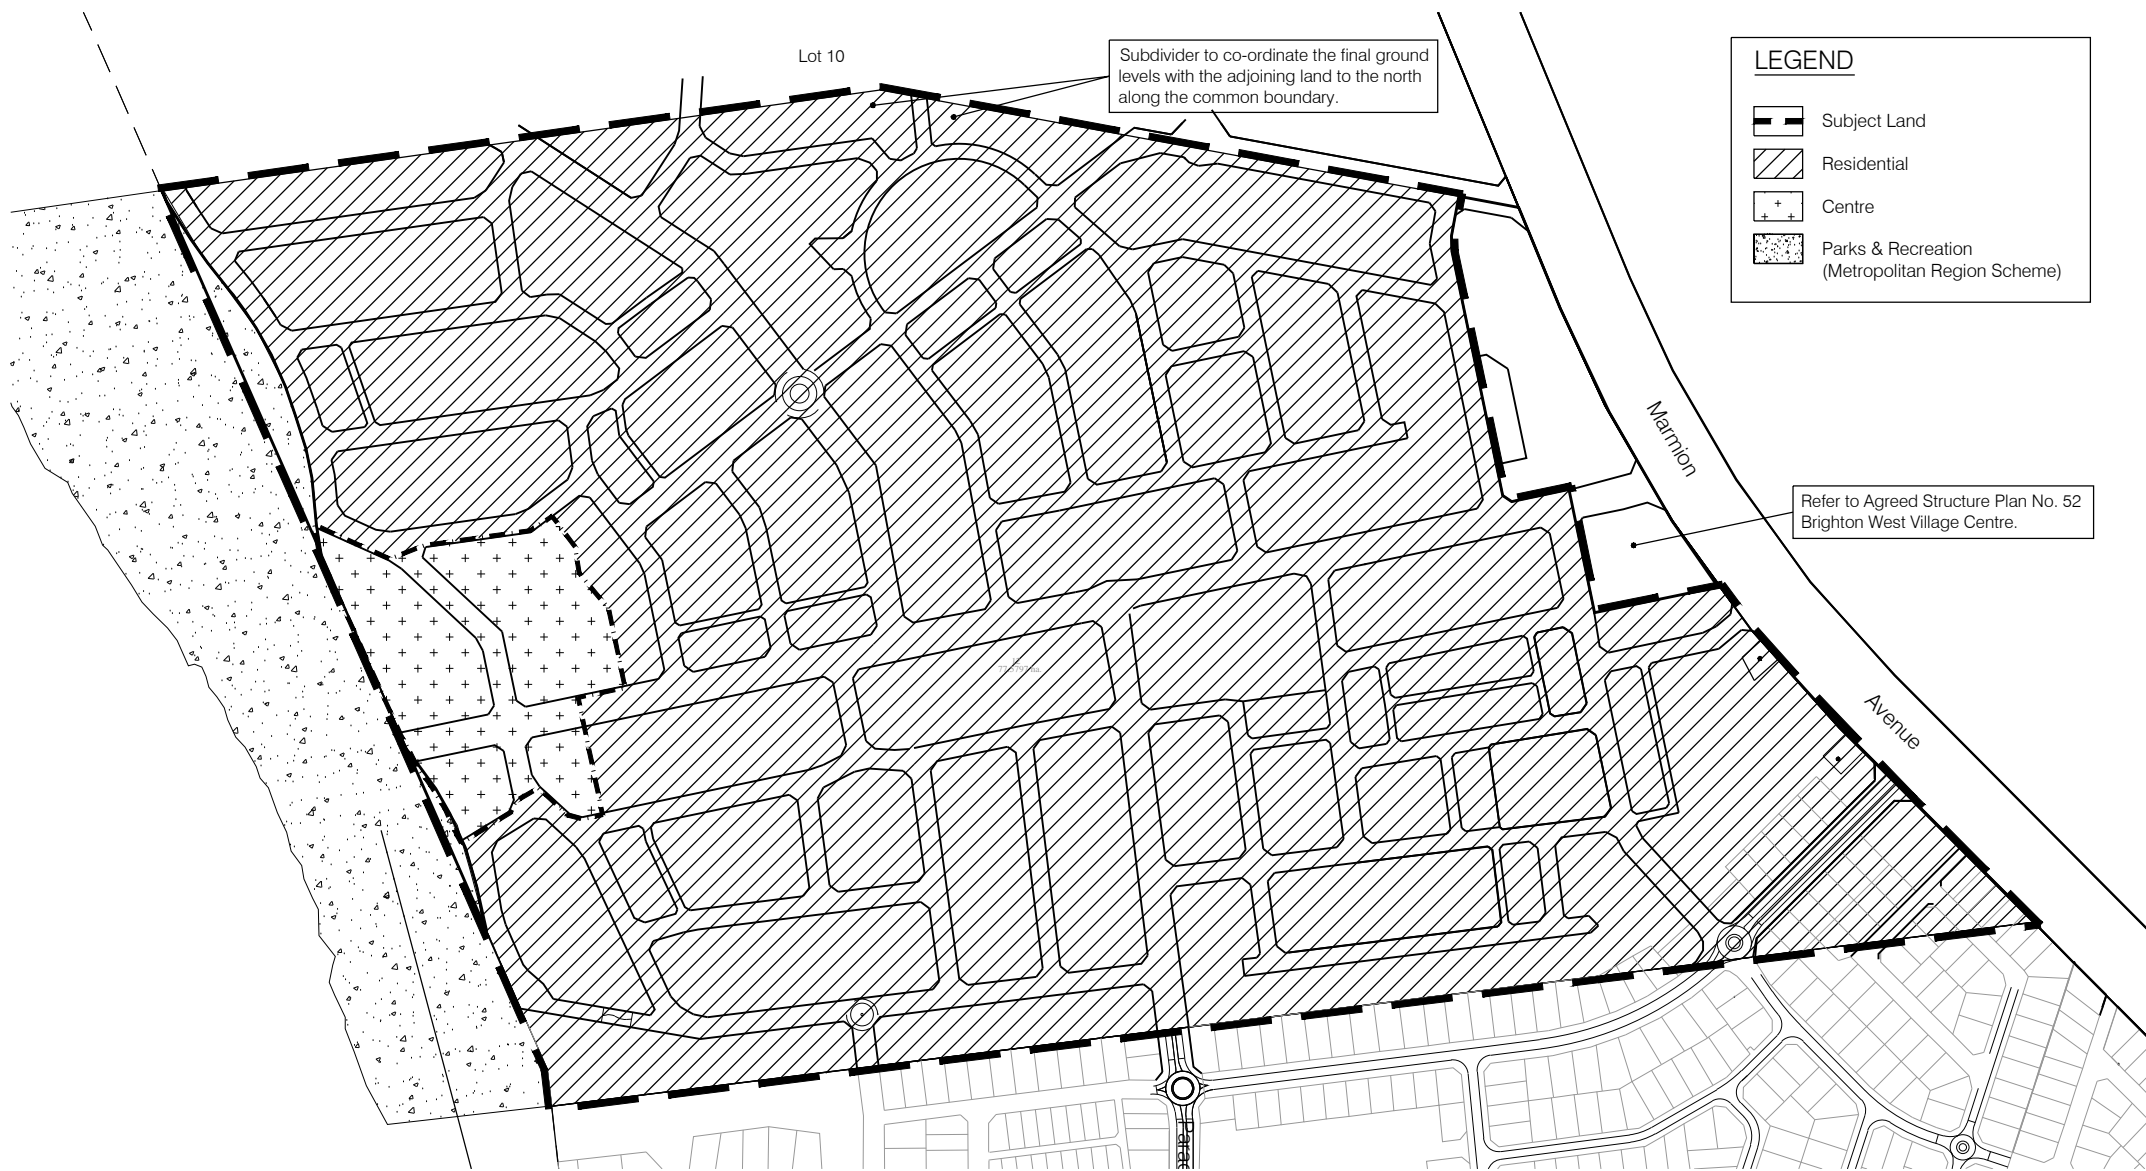 Lot 10
Subdivider to co-ordinate the final ground
levels with the adjoining land to the north
along the common boundary.
LEGEND
Subject Land
Residential
Centre
Parks & Recreation
(Metropolitan Region Scheme)
Marmion
Refer to Agreed Structure Plan No. 52
Brighton West Village Centre.
Avenue